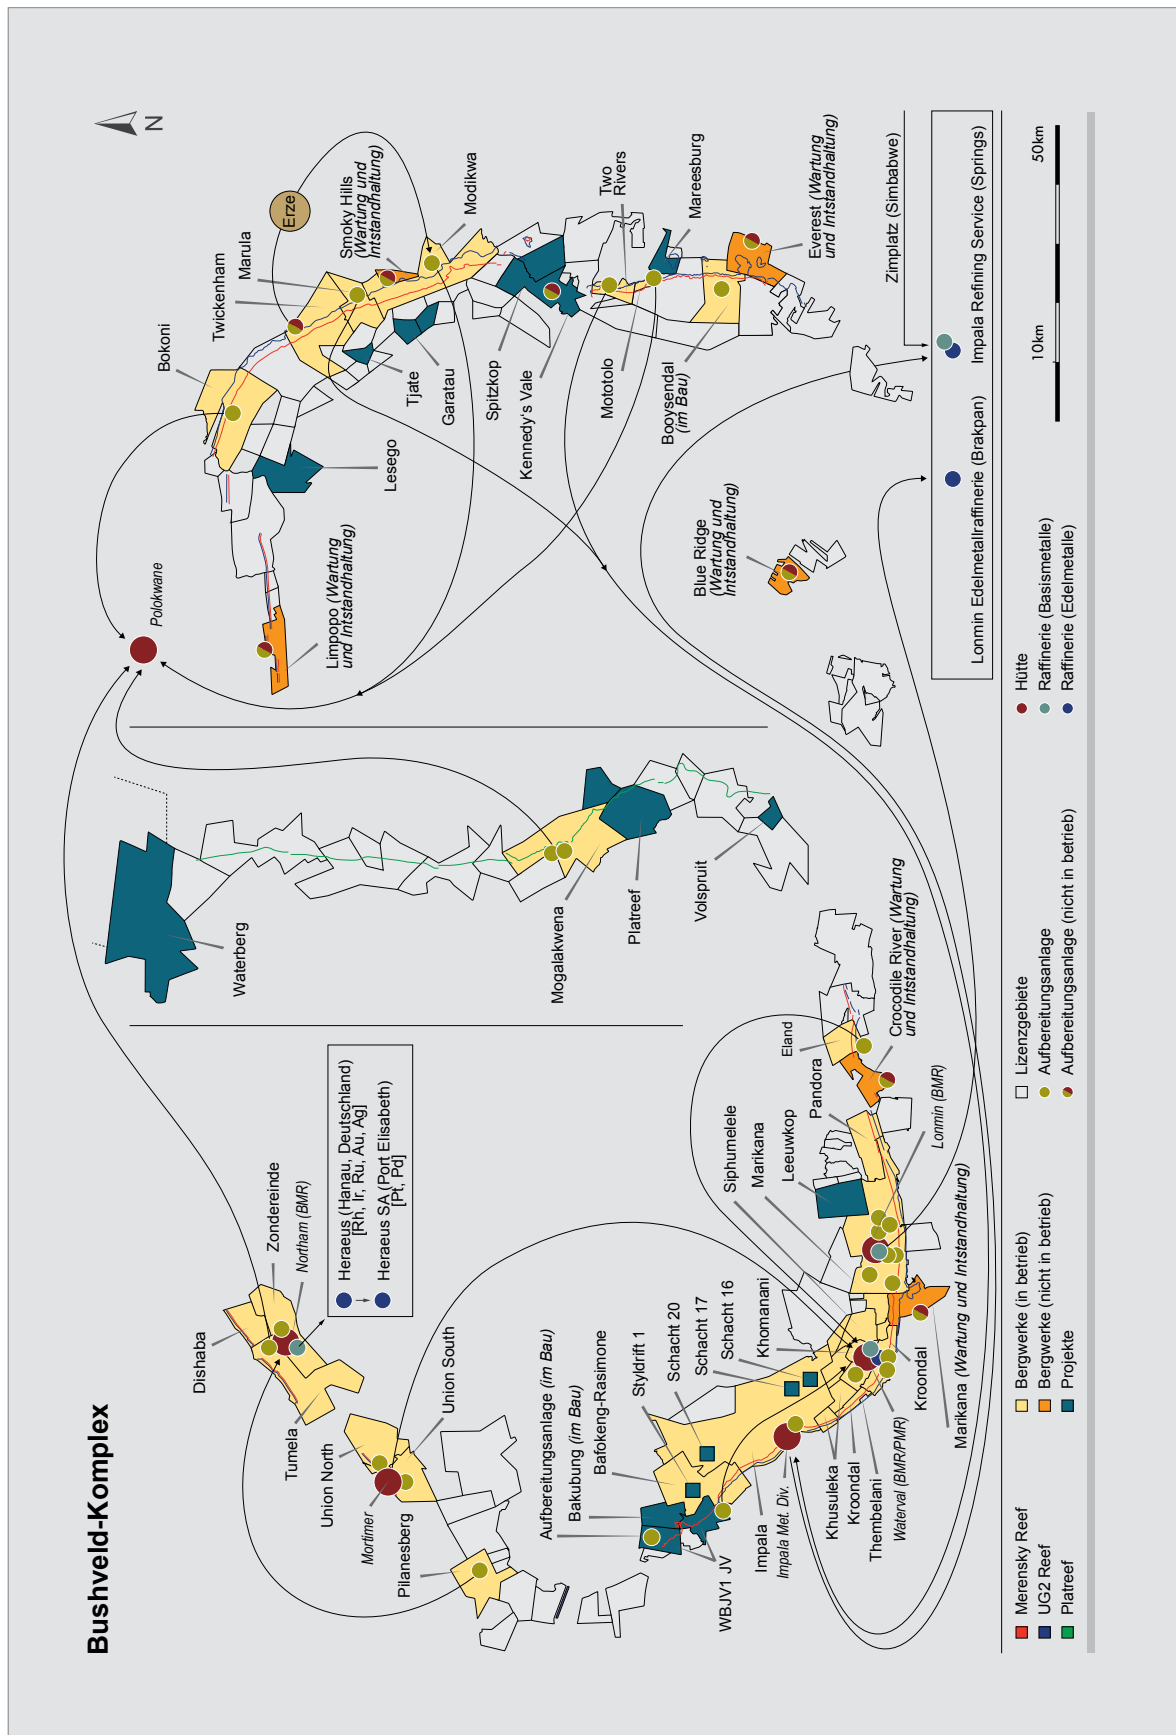 Bushveld-Komplex
N
Dishaba
Zondereinde
Northam (BMR)
Tumela
Union North
Mortimer
Pilanesberg
Union South
Heraeus (Hanau, Deutschland)
[Rh, Ir, Ru, Au, Ag]
Heraeus SA (Port Elisabeth)
[Pt, Pd]
Aufbereitungsanlage (im Bau)
Bakubung (im Bau)
Bafokeng-Rasimone
Styldrift 1
Schacht 20
Schacht 17
Schacht 16
Khomanani
Siphumelele
Marikana
Leeuwkop
Pandora
Eland
Crocodile River (Wartung
und Intstandhaltung)
Lonmin (BMR)
WBJV1 JV
Impala
Impala Met. Div.
Khusuleka
Kroondal
Thembelani
Waterval (BMR/PMR)
Kroondal
Marikana (Wartung und Intstandhaltung)
Waterberg
Mogalakwena
Platreef
Volspruit
Polokwane
Limpopo (Wartung
und Intstandhaltung)
Lesego
Bokoni
Twickenham
Marula
Erze
Smoky Hills
(Wartung und
Intstandhaltung)
Modikwa
Tjate
Garatau
Spitzkop
Kennedy's Vale
Two
Rivers
Mototolo
Mareesburg
Booysendal
(im Bau)
Everest (Wartung
und Intstandhaltung)
Blue Ridge
(Wartung und
Intstandhaltung)
Zimplatz (Simbabwe)
Lonmin Edelmetallraffinerie (Brakpan)
Impala Refining Service (Springs)
10km
50km
Merensky Reef
UG2 Reef
Platreef
Bergwerke (in betrieb)
Bergwerke (nicht in betrieb)
Projekte
Lizenzgebiete
Aufbereitungsanlage
Aufbereitungsanlage (nicht in betrieb)
Hütte
Raffinerie (Basismetalle)
Raffinerie (Edelmetalle)